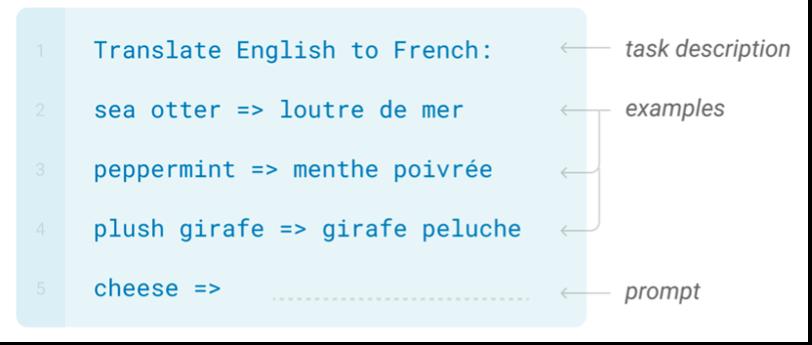 1 Translate English to French: task description
2 sea otter => loutre de mer examples
3 peppermint => menthe poivrée
4 plush girafe => girafe peluche
5 cheese => prompt